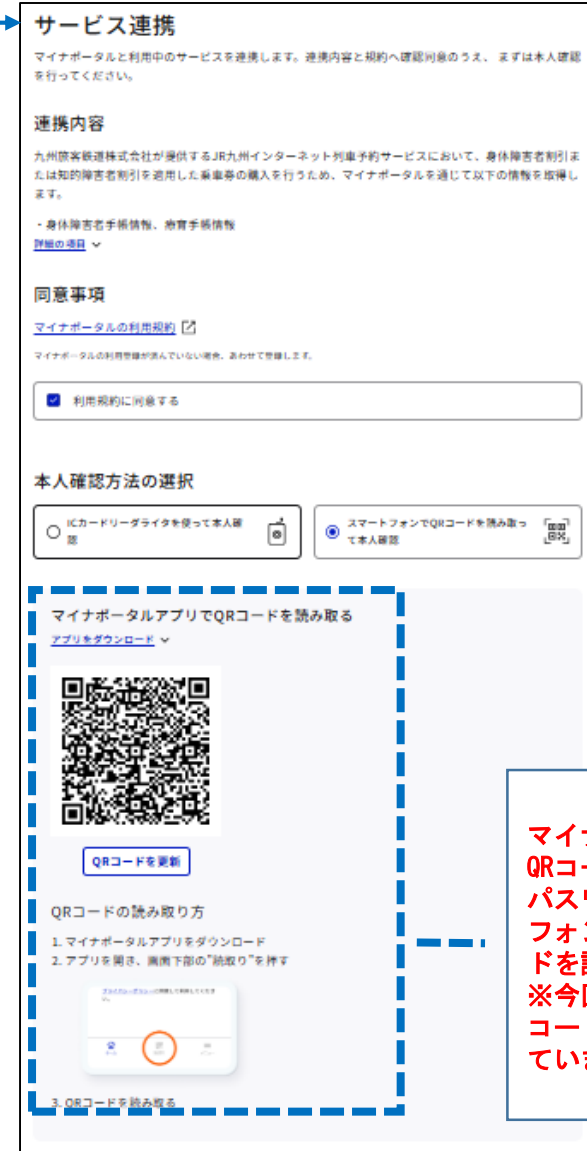 サービス連携
マイナポータルと利用中のサービスを連携します。連携内容と規約へ確認同意のうえ、まずは本人確認
を行ってください。
連携内容
九州旅客鉄道株式会社が提供するJR九州インターネット列車予約サービスにおいて、身体障害者割引ま
たは知的障害者割引を適用した乗車券の購入を行うため、マイナポータルを通じて以下の情報を取得し
ます。
・身体障害者手帳情報、療育手帳情報
詳細の項目
同意事項
マイナポータルの利用規約
マイナポータルの利用登録が済んでいない場合、あわせて登録します。
利用規約に同意する
本人確認方法の選択
ICカードリーダライタを使って本人確
認
スマートフォンでQRコードを読み取っ
て本人確認
マイナポータルアプリでQRコードを読み取る
アプリをダウンロード
QRコードを更新
QRコードの読み取り方
1. マイナポータルアプリをダウンロード
2. アプリを開き、画面下部の"読取り"を押す
3. QRコードを読み取る
マイナ
QRコー
パスワ
フォン
ドを
※今
コー
てい